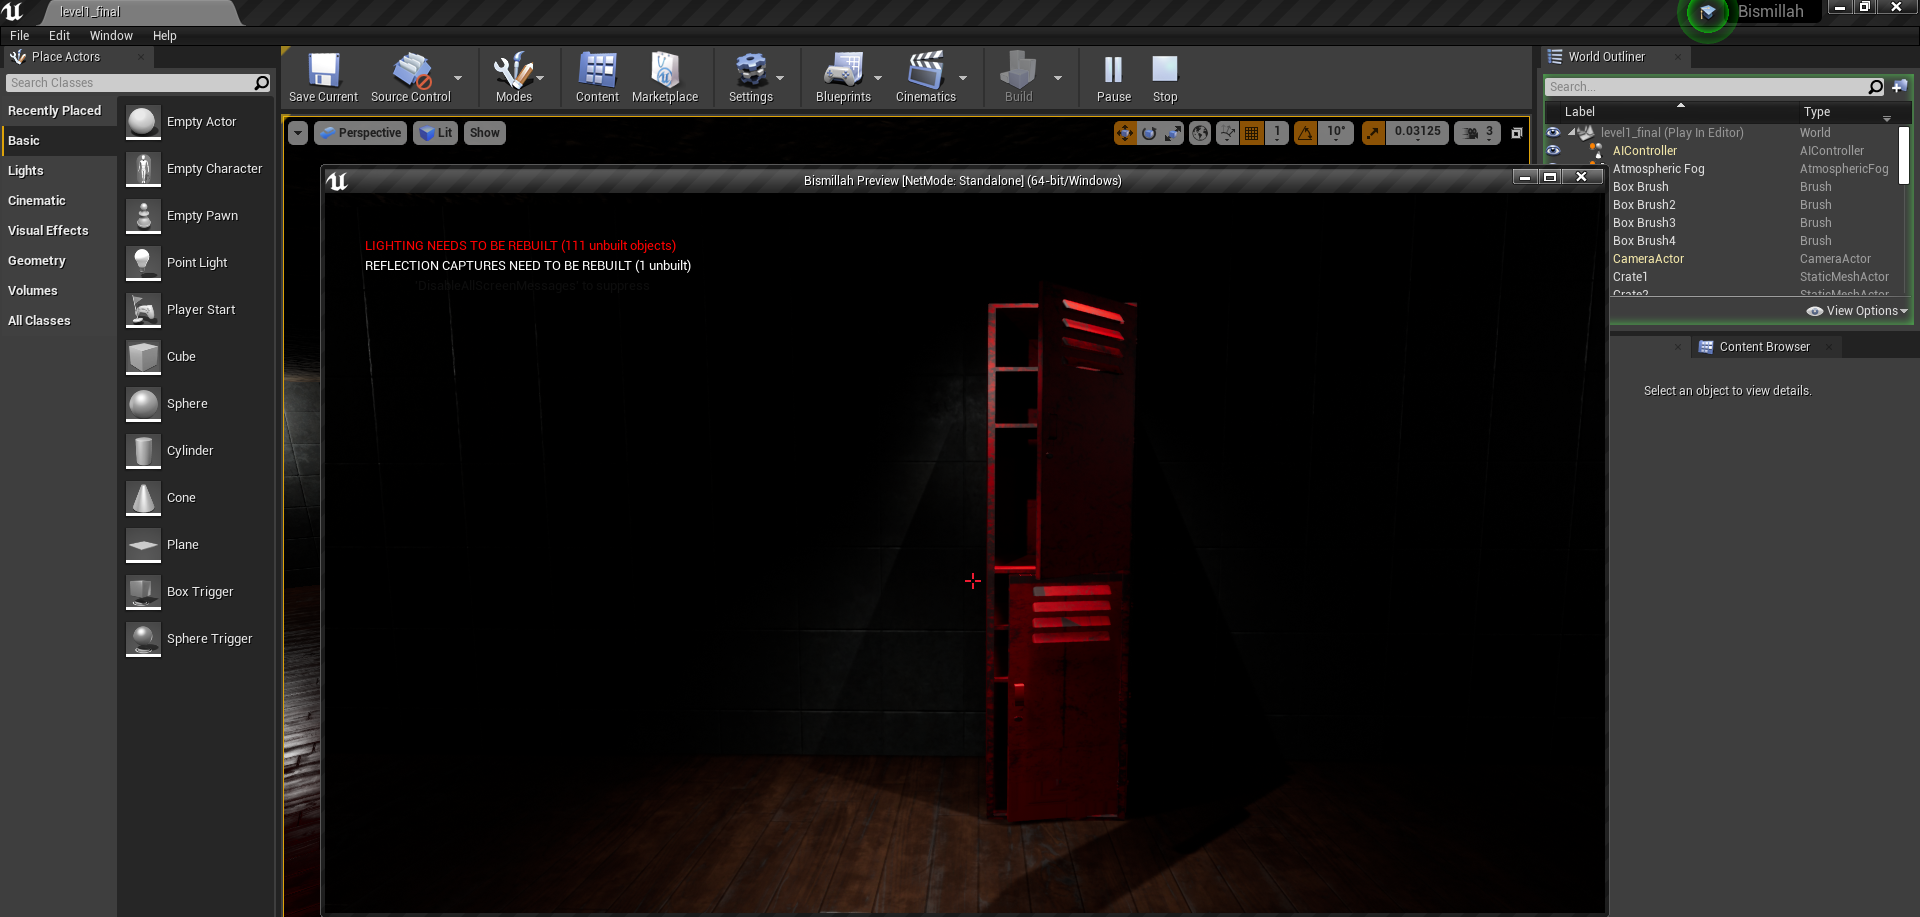 level1_final
Bismillah
File Edit Window Help
Place Actors
Search Classes
Recently Placed
Basic
Lights
Cinematic
Visual Effects
Geometry
Volumes
All Classes
Empty Actor
Empty Character
Empty Pawn
Point Light
Player Start
Cube
Sphere
Cylinder
Cone
Plane
Box Trigger
Sphere Trigger
Save Current
Source Control
Modes
Content
Marketplace
Settings
Blueprints
Cinematics
Build
Pause
Stop
Perspective
Lit
Show
1
10°
0.03125
3
Bismillah Preview [NetMode: Standalone] (64-bit/Windows)
LIGHTING NEEDS TO BE REBUILT (111 unbuilt objects)
REFLECTION CAPTURES NEED TO BE REBUILT (1 unbuilt)
'DisableAllScreenMessages' to suppress
World Outliner
Search...
Label Type
level1_final (Play In Editor) World
AIController AIController
Atmospheric Fog AtmosphericFog
Box Brush Brush
Box Brush2 Brush
Box Brush3 Brush
Box Brush4 Brush
CameraActor CameraActor
Crate1 StaticMeshActor
Crate2 StaticMeshActor
View Options
Content Browser
Select an object to view details.